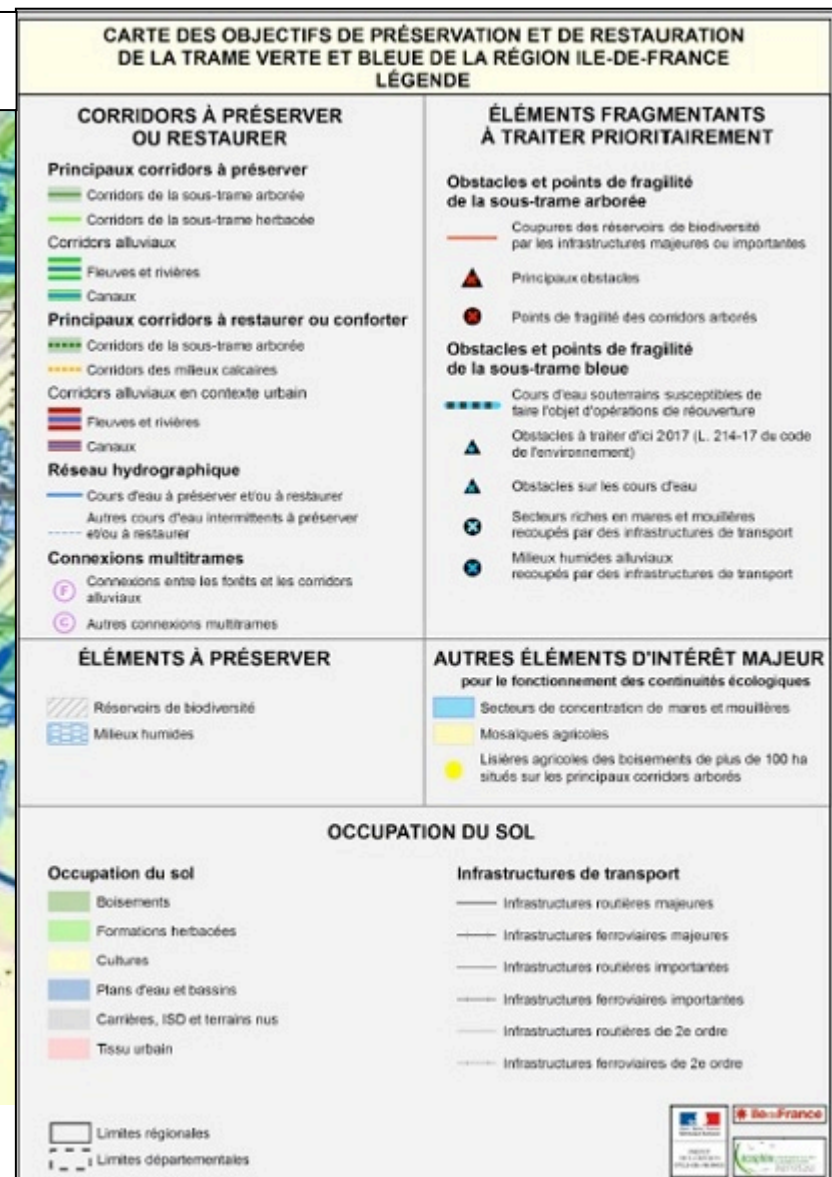 CARTE DES OBJECTIFS DE PRÉSERVATION ET DE RESTAURATION
DE LA TRAME VERTE ET BLEUE DE LA RÉGION ILE-DE-FRANCE
LÉGENDE
CORRIDORS À PRÉSERVER
OU RESTAURER
Principaux corridors à préserver
Corridors de la sous-trame arborée
Corridors de la sous-trame herbacée
Corridors alluviaux
Fleuves et rivières
Canaux
Principaux corridors à restaurer ou conforter
Corridors de la sous-trame arborée
Corridors des milieux calcaires
Corridors alluviaux en contexte urbain
Fleuves et rivières
Canaux
Réseau hydrographique
Cours d'eau à préserver et/ou à restaurer
Autres cours d'eau intermittents à préserver
et/ou à restaurer
Connexions multitrames
F
Connexions entre les forêts et les corridors
alluviaux
C
Autres connexions multitrames
ÉLÉMENTS FRAGMENTANTS
À TRAITER PRIORITAIREMENT
Obstacles et points de fragilité
de la sous-trame arborée
Coupures des réservoirs de biodiversité
par les infrastructures majeures ou importantes
Principaux obstacles
Points de fragilité des corridors arborés
Obstacles et points de fragilité
de la sous-trame bleue
Cours d'eau souterrains susceptibles de
faire l'objet d'opérations de réouverture
Obstacles à traiter d'ici 2017 (L. 214-17 du code
de l'environnement)
Obstacles sur les cours d'eau
Secteurs riches en mares et mouillères
recoupés par des infrastructures de transport
Milieux humides alluviaux
recoupés par des infrastructures de transport
ÉLÉMENTS À PRÉSERVER
Réservoirs de biodiversité
Milieux humides
AUTRES ÉLÉMENTS D'INTÉRÊT MAJEUR
pour le fonctionnement des continuités écologiques
Secteurs de concentration de mares et mouillères
Mosaïques agricoles
Lisières agricoles des boisements de plus de 100 ha
situés sur les principaux corridors arborés
OCCUPATION DU SOL
Occupation du sol
Boisements
Formations herbacées
Cultures
Plans d'eau et bassins
Carrières, ISD et terrains nus
Tissu urbain
Limites régionales
Limites départementales
Infrastructures de transport
Infrastructures routières majeures
Infrastructures ferroviaires majeures
Infrastructures routières importantes
Infrastructures ferroviaires importantes
Infrastructures routières de 2e ordre
Infrastructures ferroviaires de 2e ordre
île de France